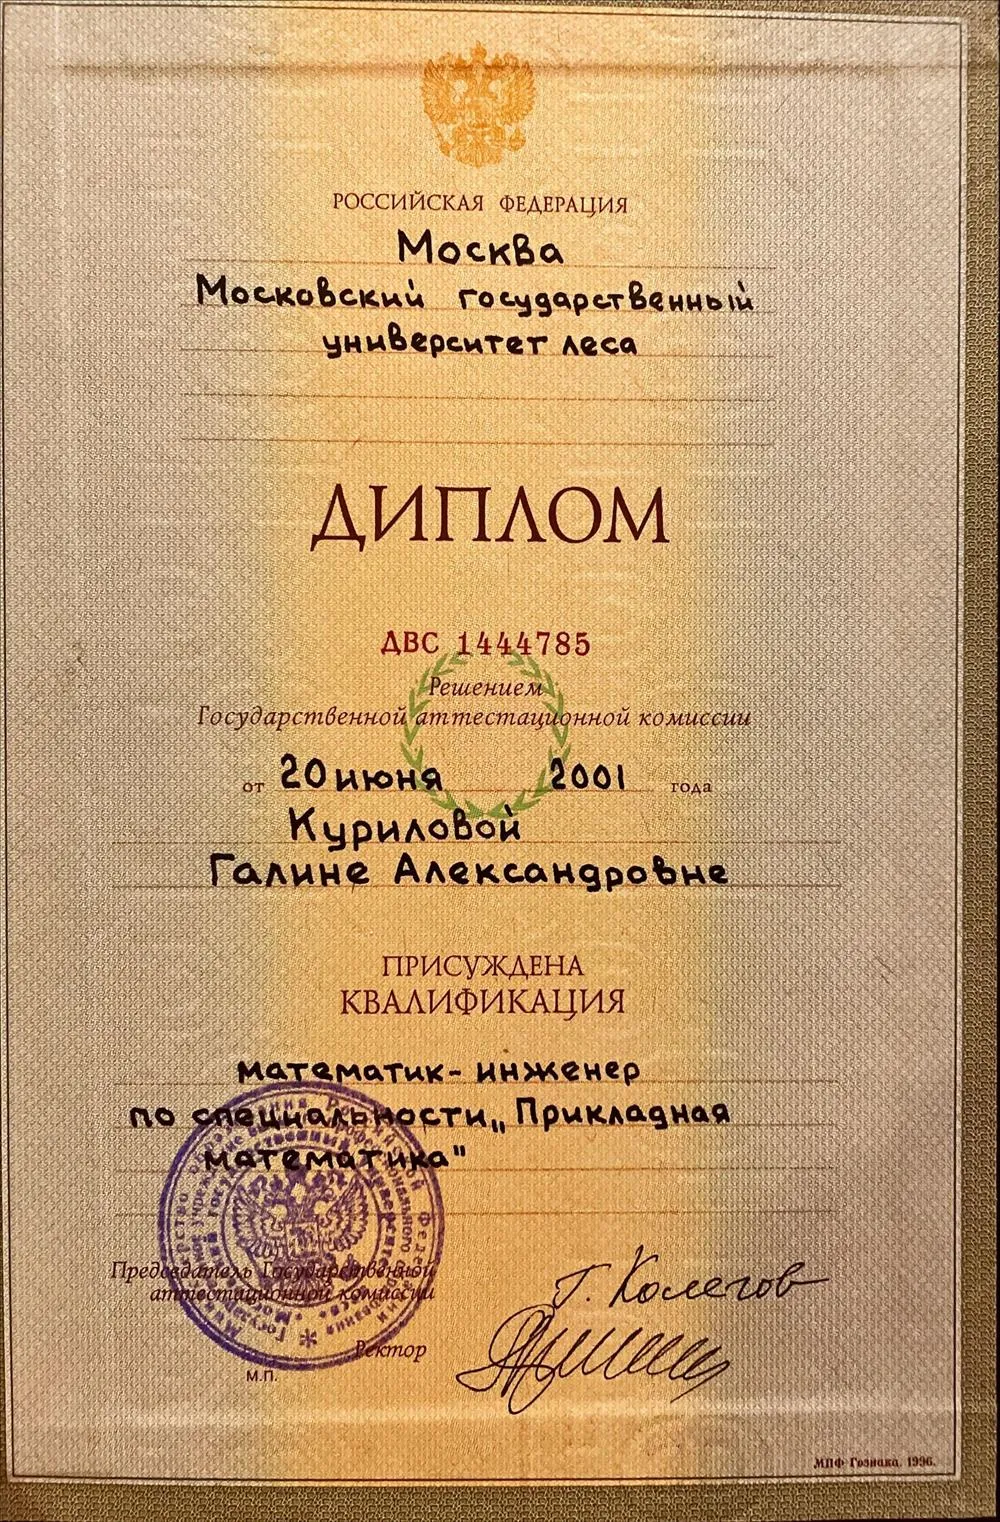 РОССИЙСКАЯ ФЕДЕРАЦИЯ
Москва
Московский государственный
университет леса
ДИПЛОМ
ДВС 1444785
Решением
Государственной аттестационной комиссии
от 20 июня 2001 года
Куриловой
Галине Александровне
ПРИСУЖДЕНА
КВАЛИФИКАЦИЯ
математик-инженер
по специальности „Прикладная
математика"
Председатель Государственной
аттестационной комиссии
Г. Колегов
Ректор
М.П.
МПФ Гознака. 1996.